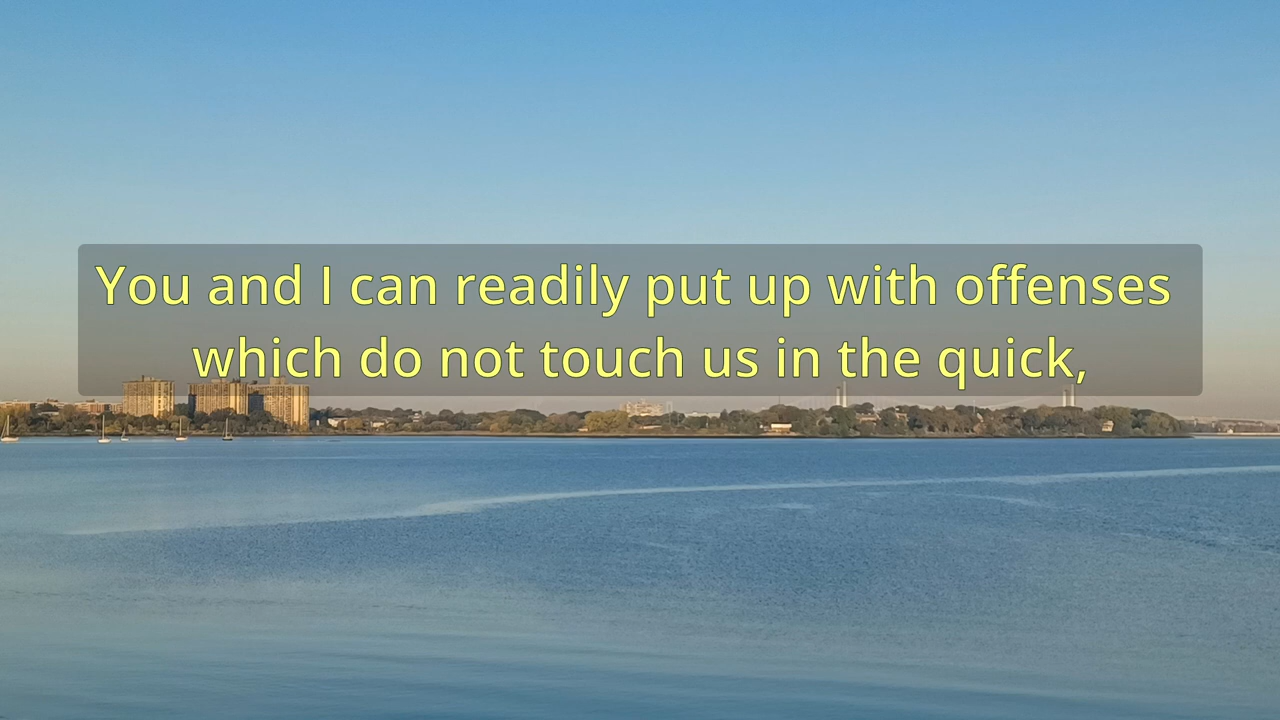 You and I can readily put up with offenses
which do not touch us in the quick,